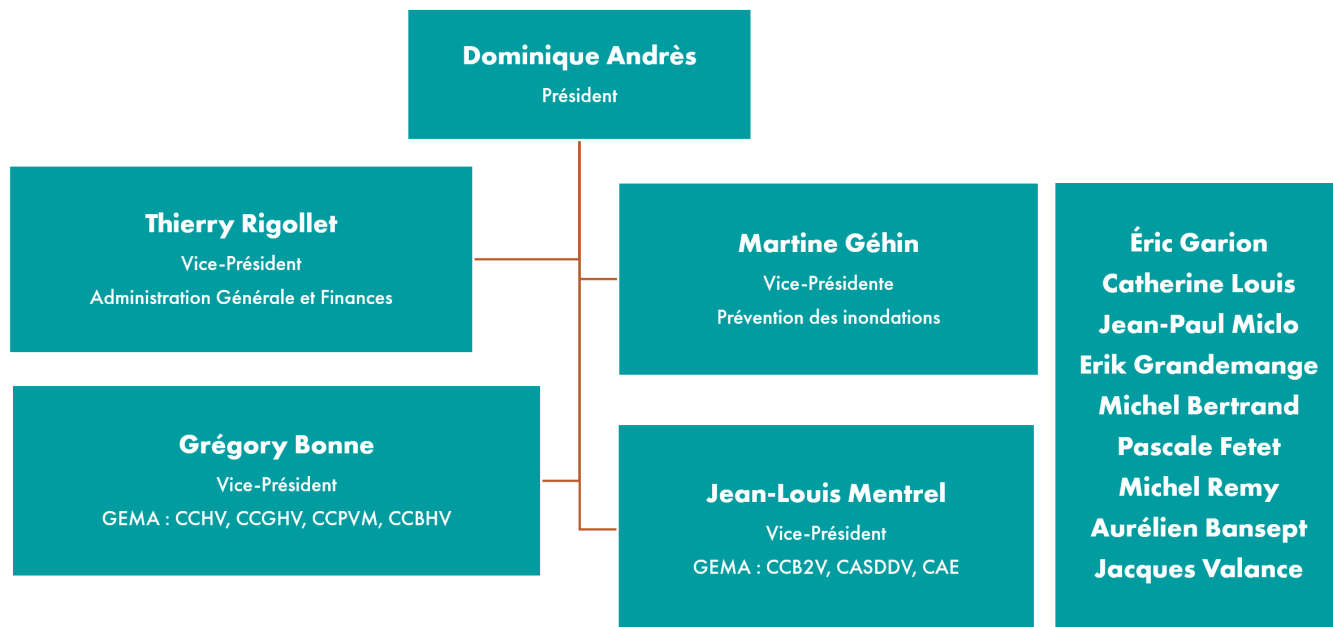 Dominique Andrès
Président
Thierry Rigollet
Vice-Président
Administration Générale et Finances
Martine Géhin
Vice-Présidente
Prévention des inondations
Grégory Bonne
Vice-Président
GEMA : CCHV, CCGHV, CCPVM, CCBHV
Jean-Louis Mentrel
Vice-Président
GEMA : CCB2V, CASDDV, CAE
Éric Garion
Catherine Louis
Jean-Paul Miclo
Erik Grandemange
Michel Bertrand
Pascale Fetet
Michel Remy
Aurélien Bansept
Jacques Valance